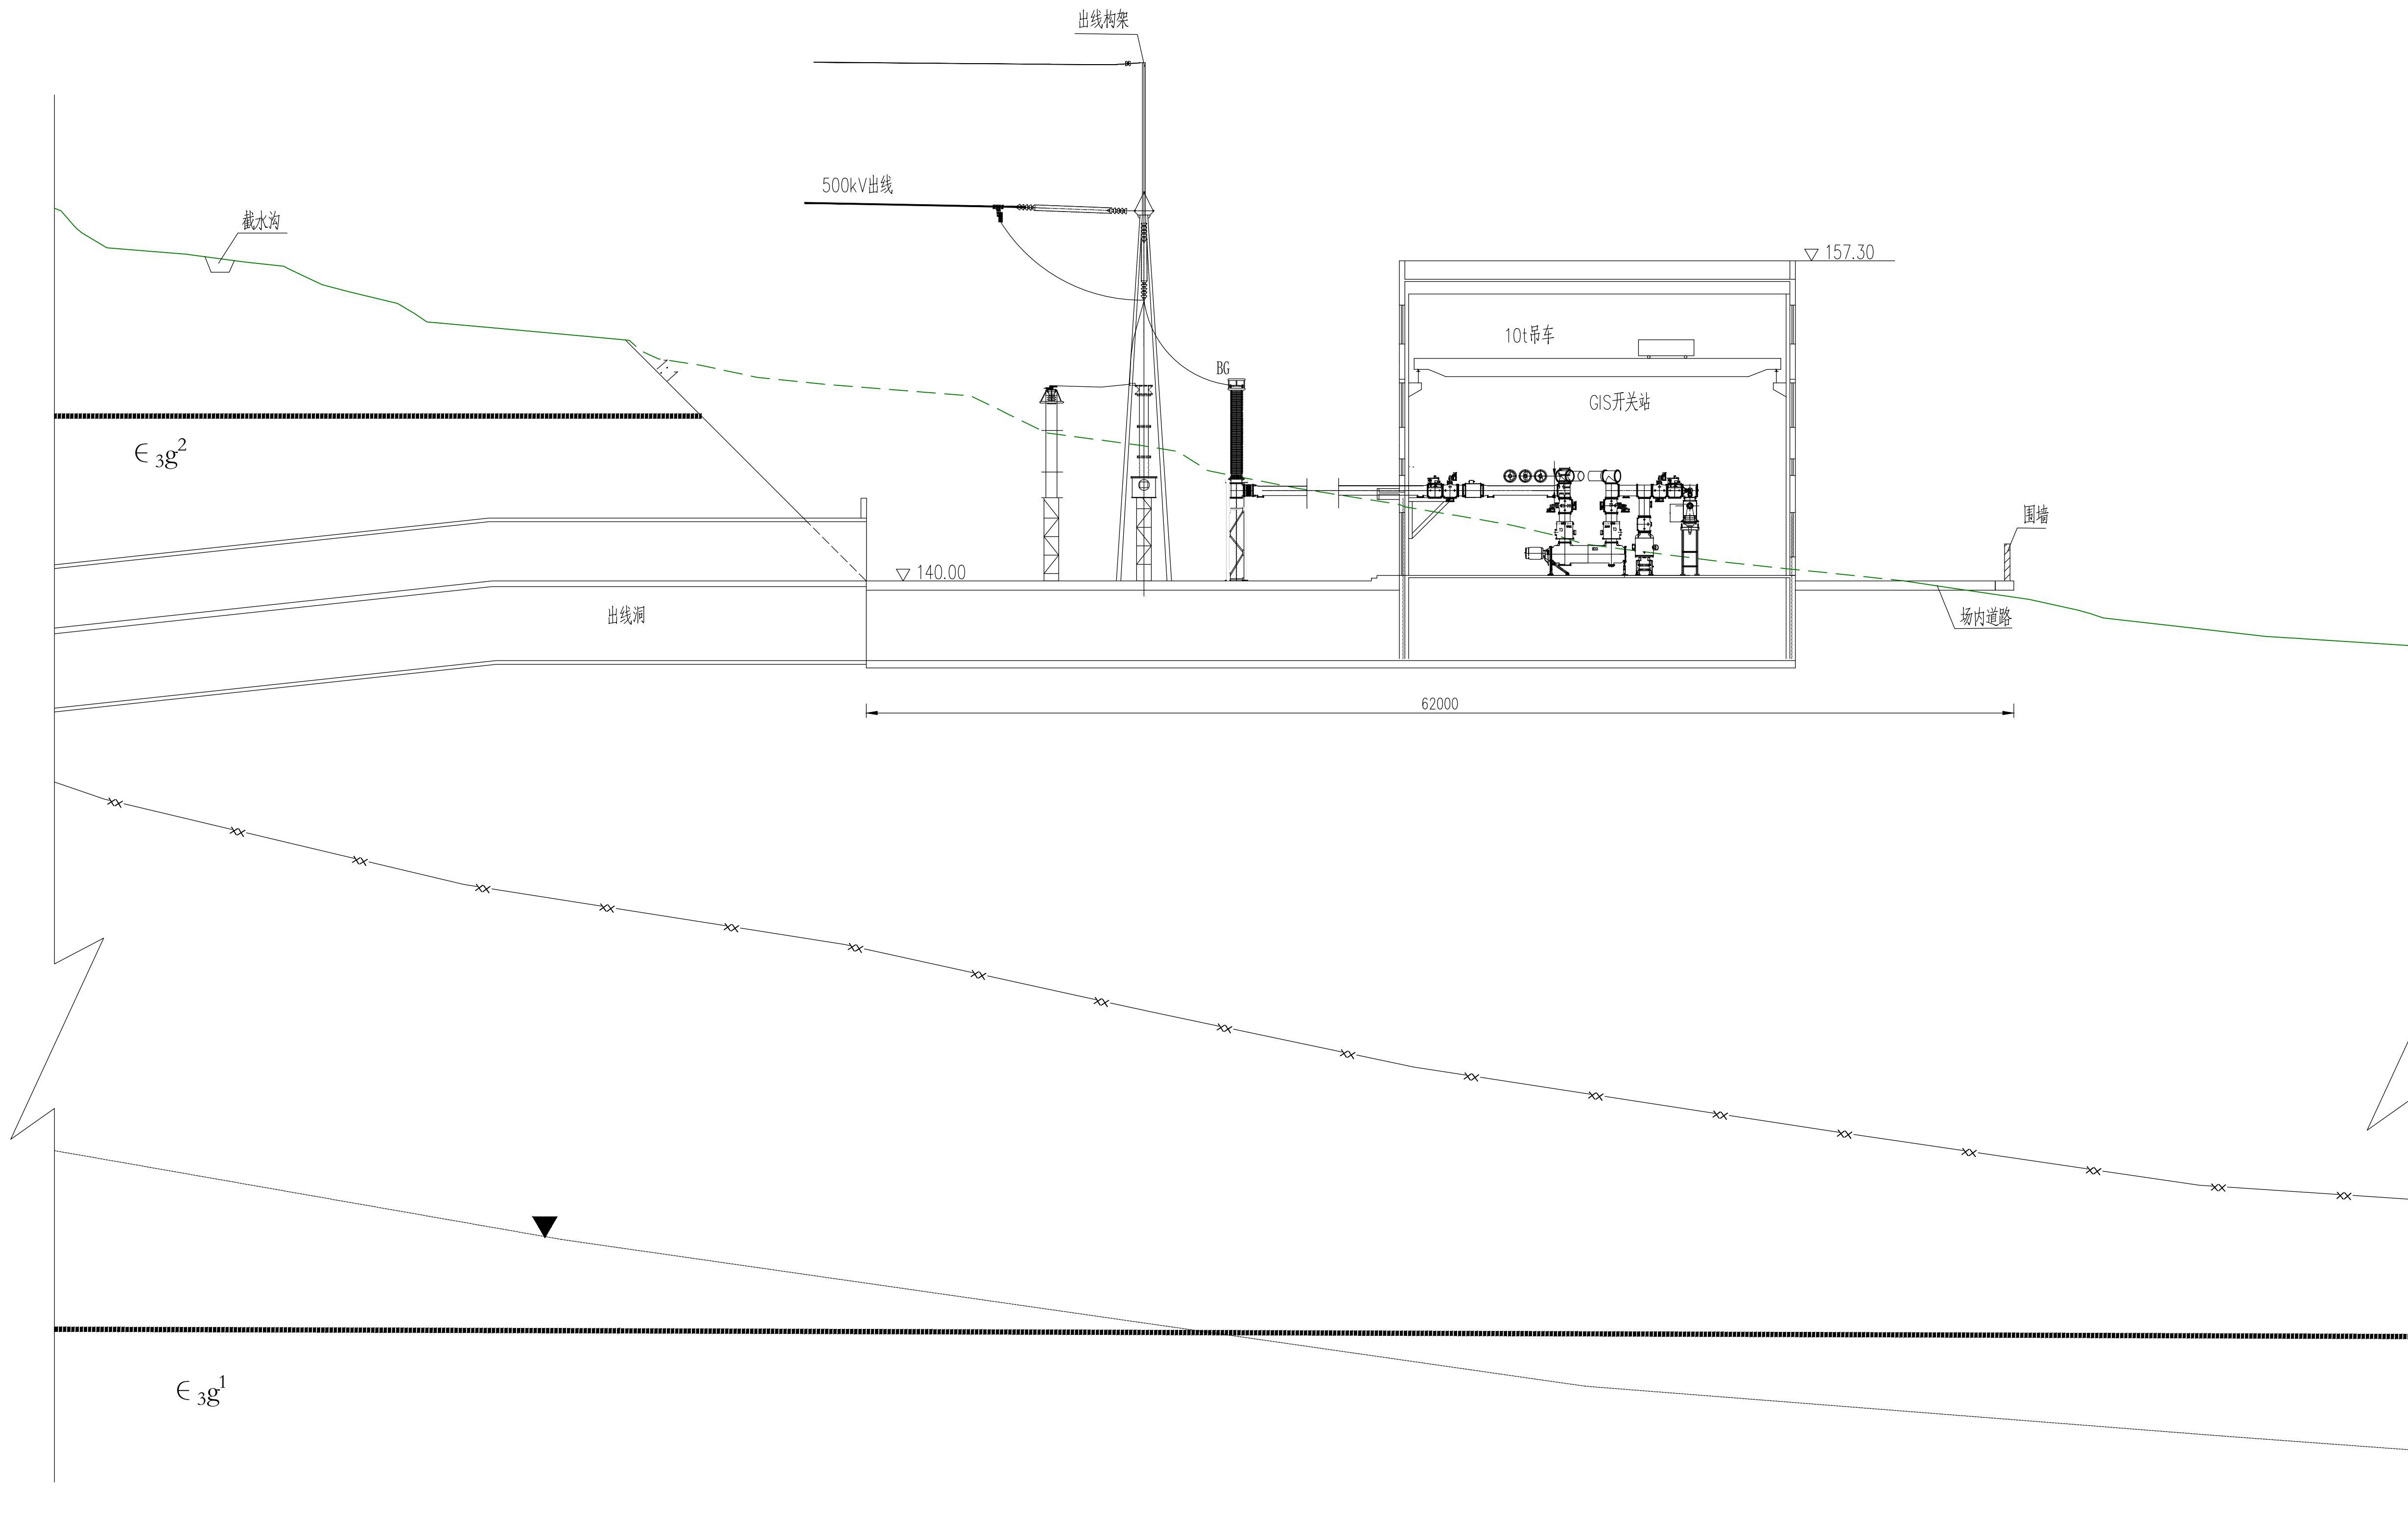 出线构架
500kV出线
截水沟
157.30
10t吊车
1:1
BG
GIS开关站
∈₃g²
围墙
140.00
出线洞
场内道路
62000
∈₃g¹